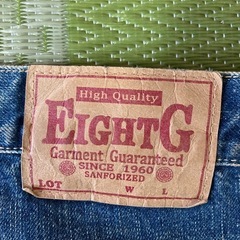 High Quality
EIGHTG
Garment Guaranteed
SINCE 1960
SANFORIZED
LOT W L